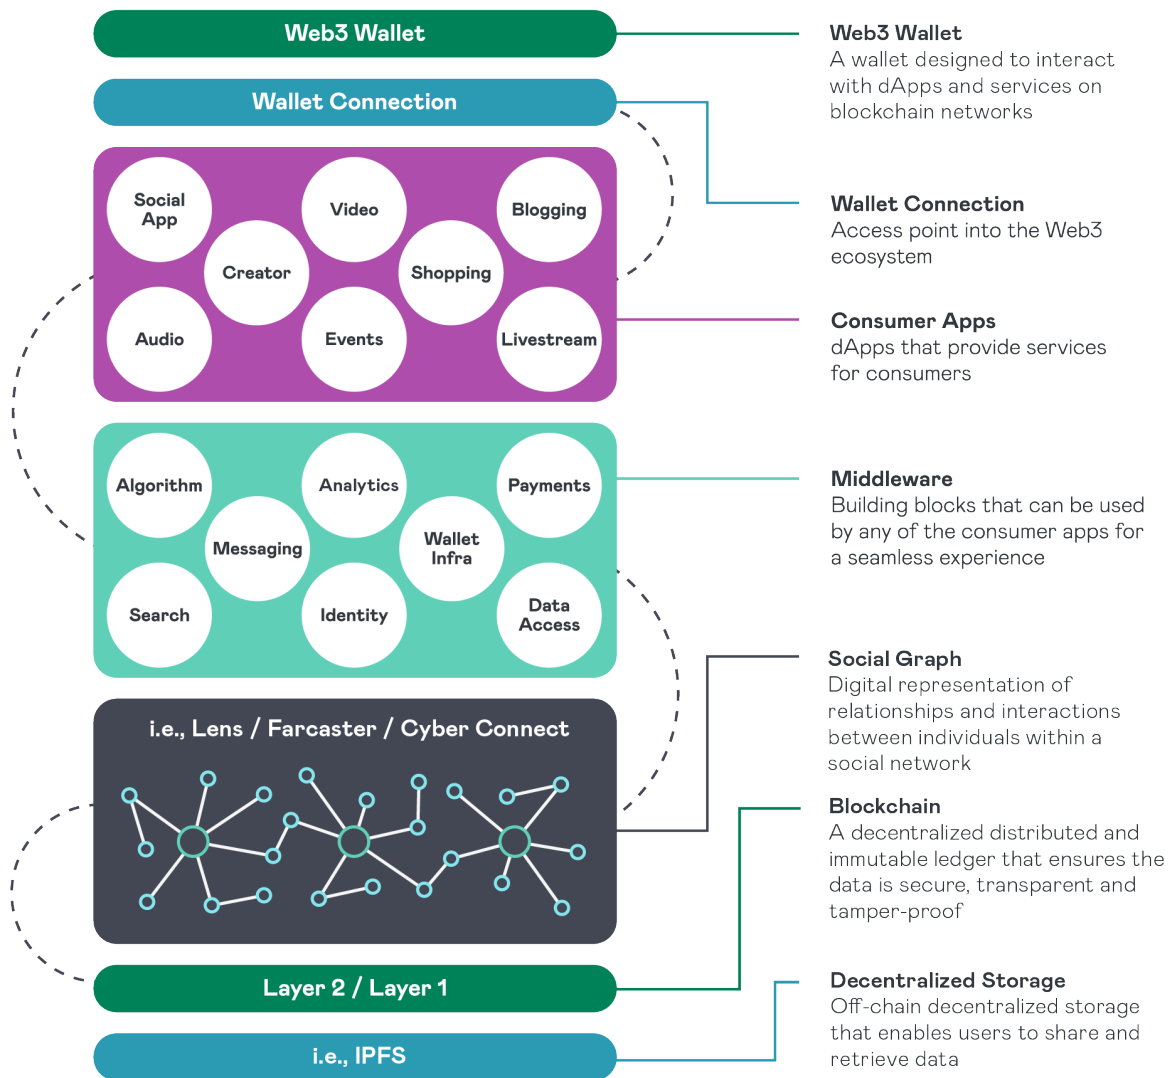 Web3 Wallet
Wallet Connection
Social
App
Video
Blogging
Creator
Shopping
Audio
Events
Livestream
Algorithm
Analytics
Payments
Messaging
Wallet
Infra
Search
Identity
Data
Access
i.e., Lens / Farcaster / Cyber Connect
Layer 2 / Layer 1
i.e., IPFS
Web3 Wallet
A wallet designed to interact
with dApps and services on
blockchain networks
Wallet Connection
Access point into the Web3
ecosystem
Consumer Apps
dApps that provide services
for consumers
Middleware
Building blocks that can be used
by any of the consumer apps for
a seamless experience
Social Graph
Digital representation of
relationships and interactions
between individuals within a
social network
Blockchain
A decentralized distributed and
immutable ledger that ensures the
data is secure, transparent and
tamper-proof
Decentralized Storage
Off-chain decentralized storage
that enables users to share and
retrieve data